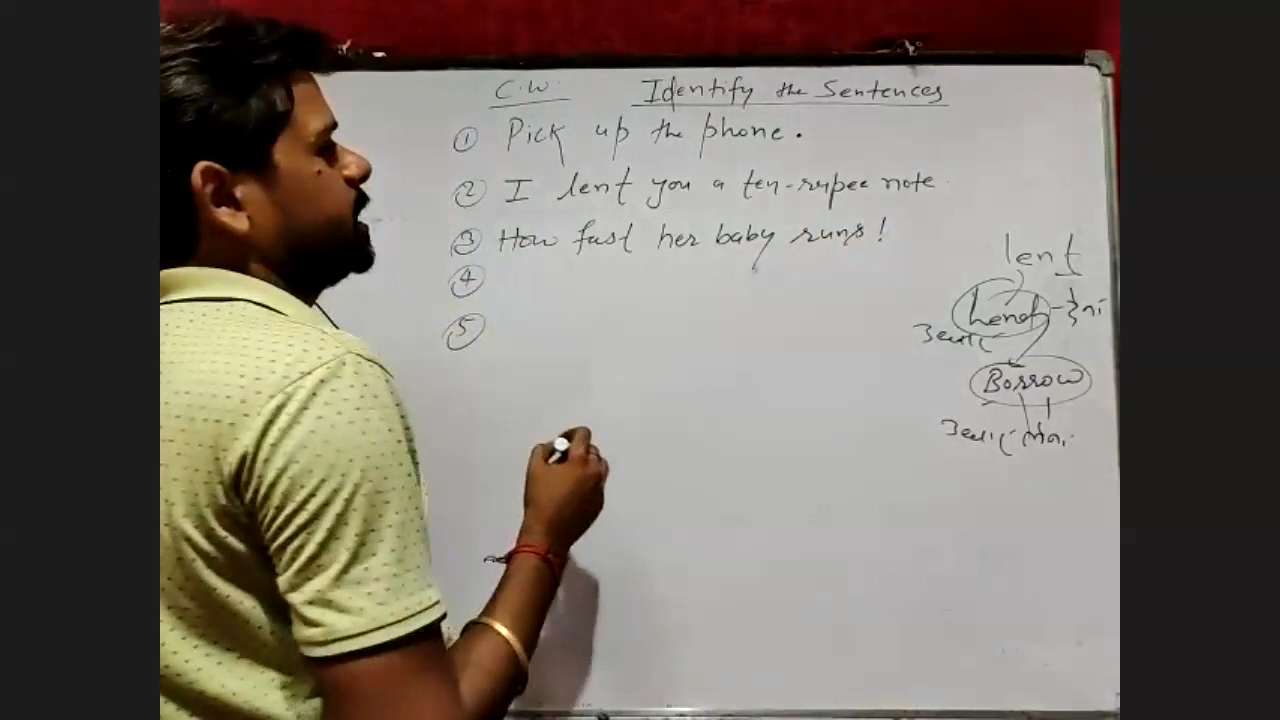 C.W. Identify the Sentences
① Pick up the phone.
② I lent you a ten-rupee note.
③ How fast her baby runs!
④
⑤
lent
Lend
Borrow